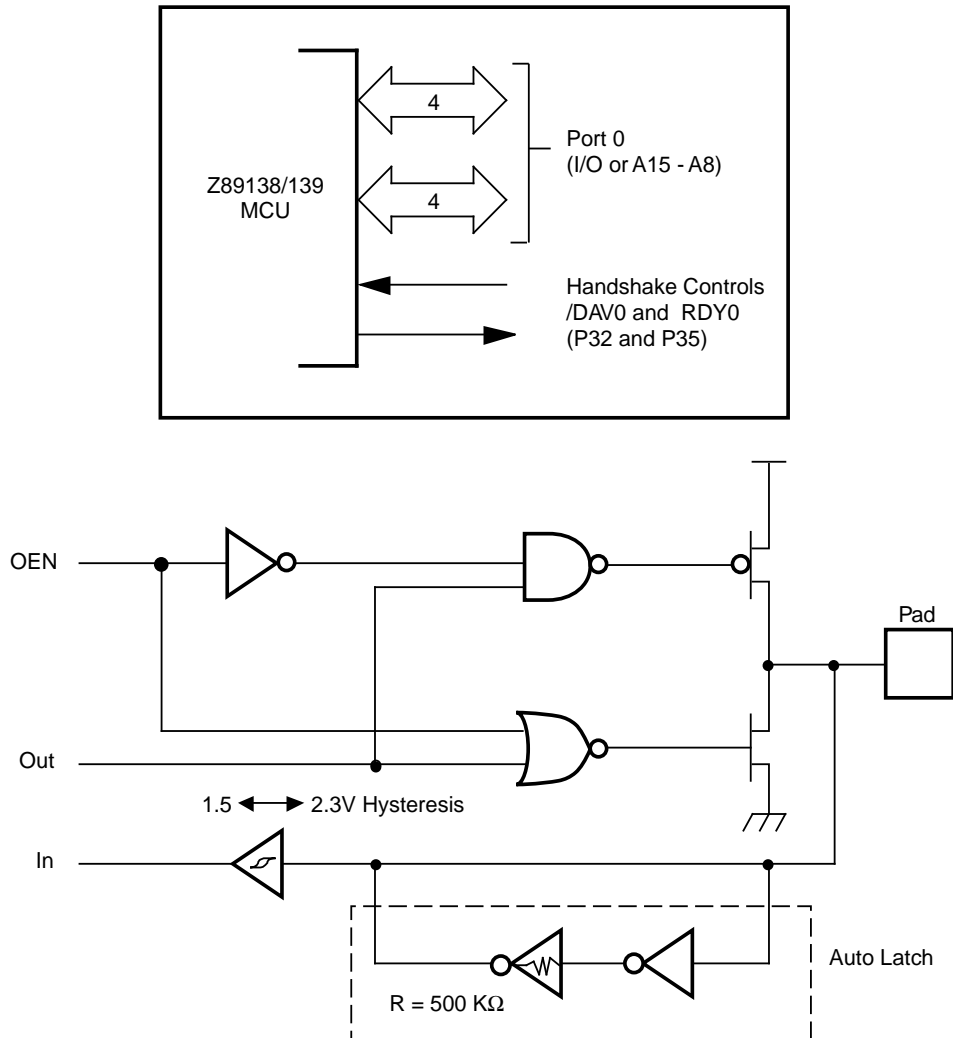 4
Port 0
(I/O or A15 - A8)
Z89138/139
MCU
4
Handshake Controls
/DAV0 and RDY0
(P32 and P35)
OEN
Pad
Out
1.5 2.3V Hysteresis
In
Auto Latch
R = 500 KΩ